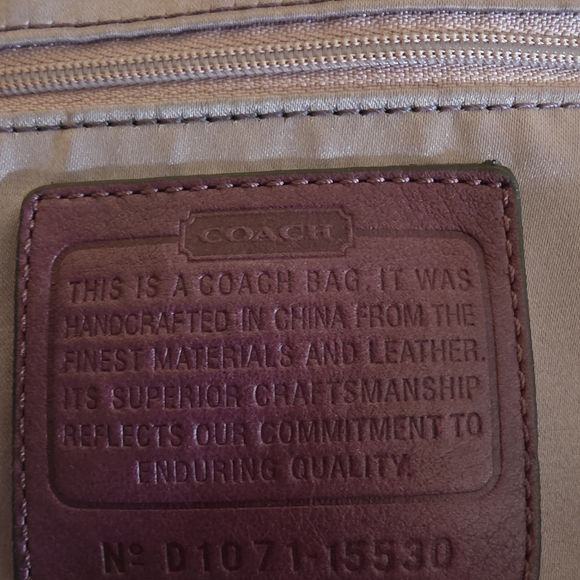 COACH
THIS IS A COACH BAG. IT WAS
HANDCRAFTED IN CHINA FROM THE
FINEST MATERIALS AND LEATHER.
ITS SUPERIOR CRAFTSMANSHIP
REFLECTS OUR COMMITMENT TO
ENDURING QUALITY.
Nº D1071-15530